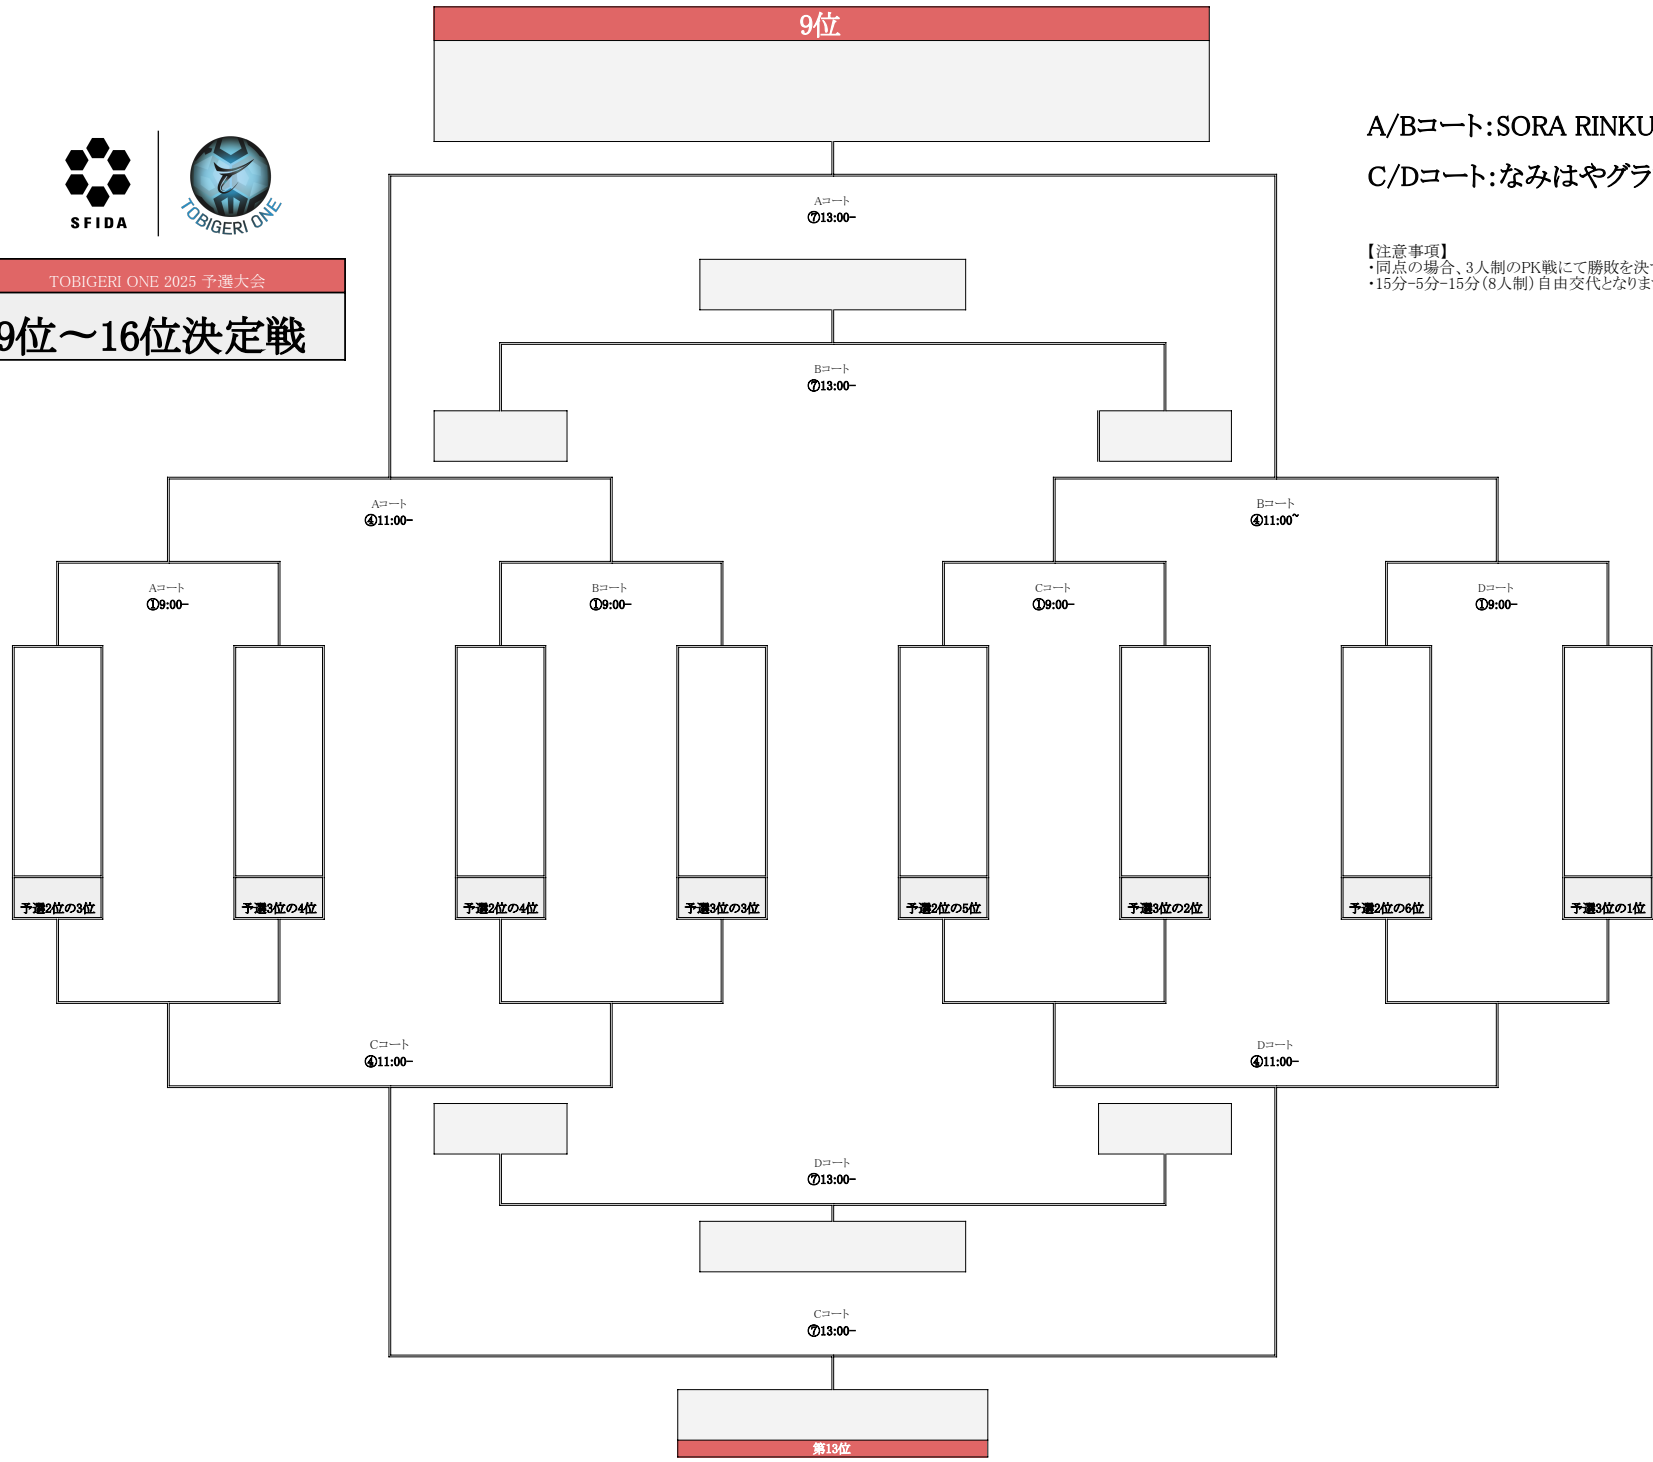 9位
A/Bコート：SORA RINKU
C/Dコート：なみはやグラ
SFIDA
TOBIGERI ONE
Aコート
⑦13:00-
【注意事項】
・同点の場合、3人制のPK戦にて勝敗を決
・15分-5分-15分（8人制）自由交代となりま
TOBIGERI ONE 2025 予選大会
9位～16位決定戦
Bコート
⑦13:00-
Aコート
④11:00-
Bコート
④11:00~
Aコート
①9:00-
Bコート
①9:00-
Cコート
①9:00-
Dコート
①9:00-
予選2位の3位
予選3位の4位
予選2位の4位
予選3位の3位
予選2位の5位
予選3位の2位
予選2位の6位
予選3位の1位
Cコート
④11:00-
Dコート
④11:00-
Dコート
⑦13:00-
Cコート
⑦13:00-
第13位